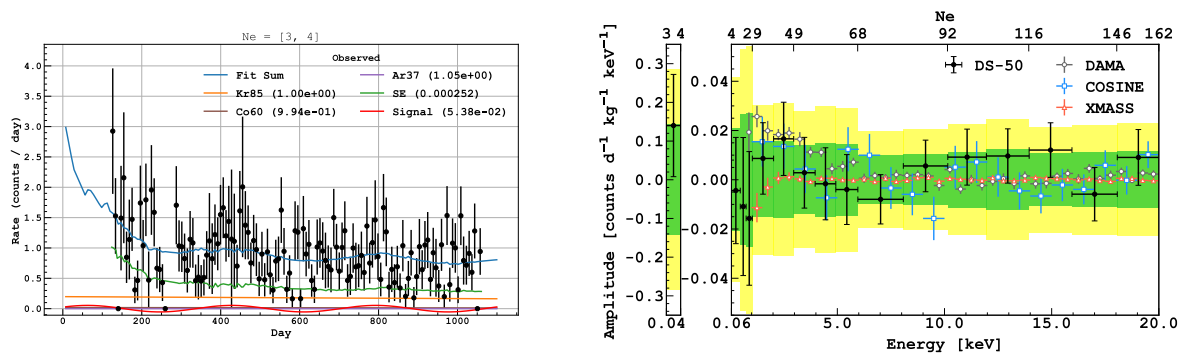 Ne = [3, 4]
Observed
Fit Sum
Kr85 (1.00e+00)
Co60 (9.94e-01)
Ar37 (1.05e+00)
SE (0.000252)
Signal (5.38e-02)
Rate (counts / day)
4.0
3.5
3.0
2.5
2.0
1.5
1.0
0.5
0.0
0 200 400 600 800 1000
Day
Ne
3 4 4 29 49 68 92 116 146 162
Amplitude [counts d⁻¹ kg⁻¹ keV⁻¹]
0.3
0.2
0.1
0.0
-0.1
-0.2
-0.3
0.04
0.02
0.00
-0.02
-0.04
DS-50
DAMA
COSINE
XMASS
0.04 0.06 5.0 10.0 15.0 20.0
Energy [keV]